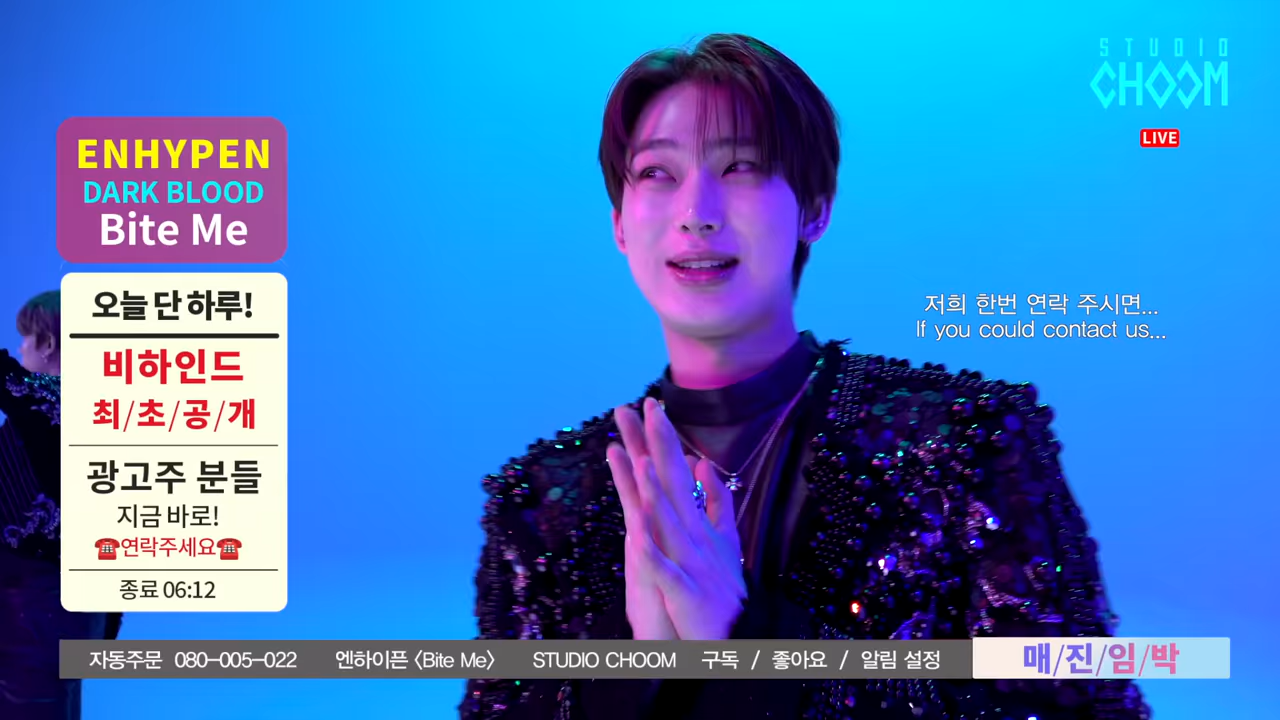 STUDIO
CHOOM
LIVE
ENHYPEN
DARK BLOOD
Bite Me
오늘 단 하루!
비하인드
최/초/공/개
광고주 분들
지금 바로!
☎연락주세요☎
종료 06:12
저희 한번 연락 주시면...
If you could contact us...
자동주문 080-005-022 엔하이픈 〈Bite Me〉 STUDIO CHOOM 구독 / 좋아요 / 알림 설정
매/진/임/박